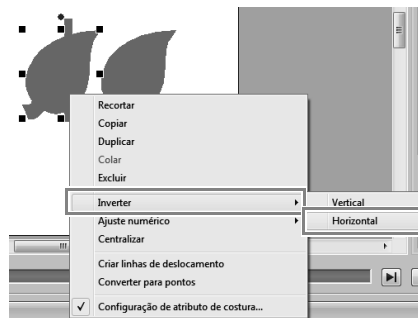 Recortar
Copiar
Duplicar
Colar
Excluir
Inverter
Vertical
Ajuste numérico
Horizontal
Centralizar
Criar linhas de deslocamento
Converter para pontos
Configuração de atributo de costura...